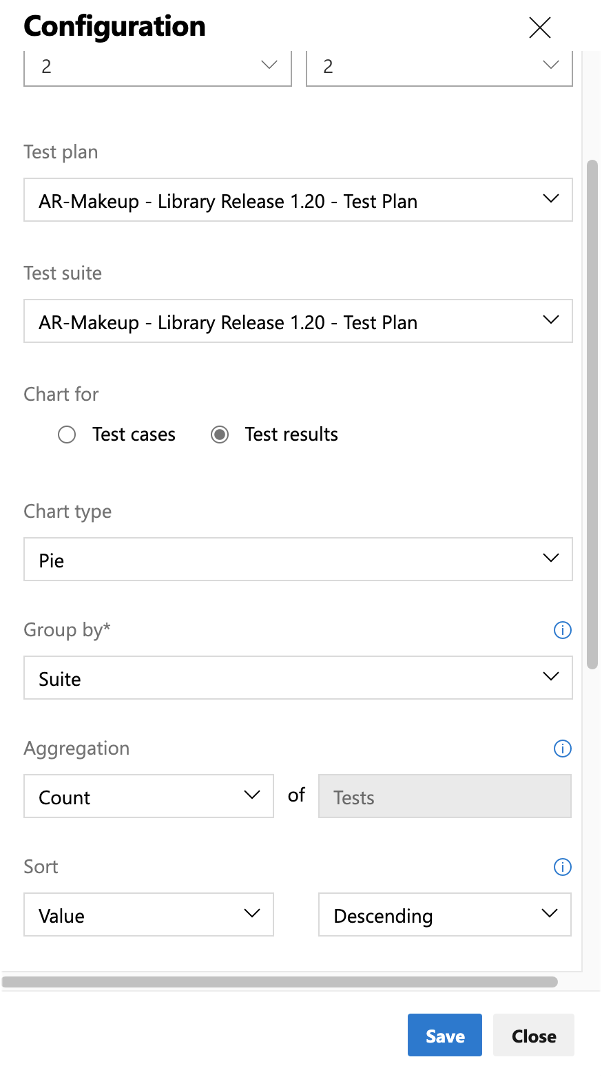 Configuration
2 2
Test plan
AR-Makeup - Library Release 1.20 - Test Plan
Test suite
AR-Makeup - Library Release 1.20 - Test Plan
Chart for
Test cases Test results
Chart type
Pie
Group by*
Suite
Aggregation
Count of Tests
Sort
Value Descending
Save Close